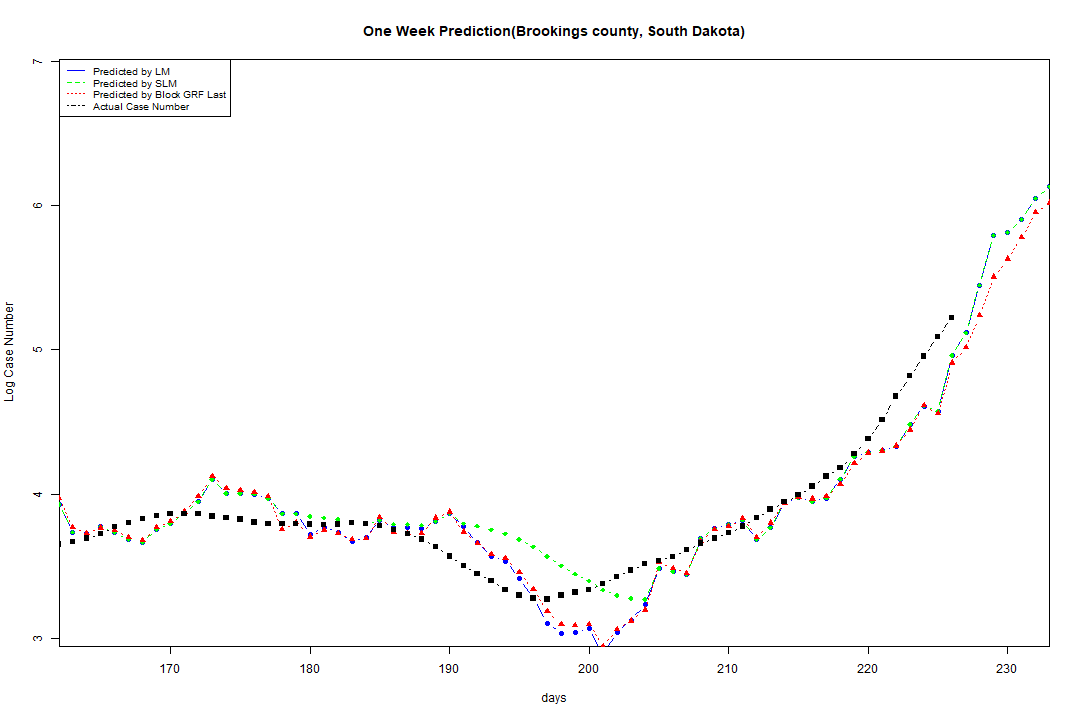 One Week Prediction(Brookings county, South Dakota)
Predicted by LM
Predicted by SLM
Predicted by Block GRF Last
Actual Case Number
7
6
5
4
3
Log Case Number
170 180 190 200 210 220 230
days